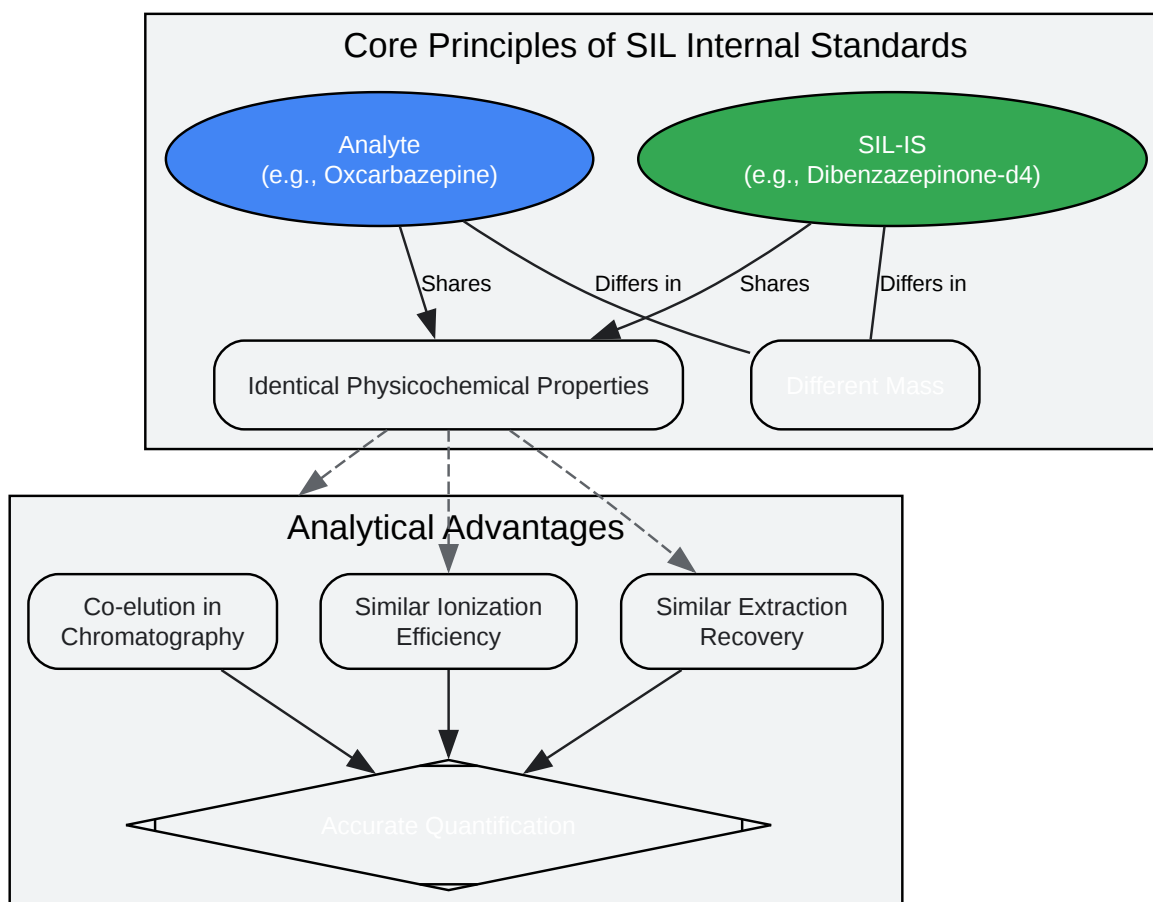 Core Principles of SIL Internal Standards
Analyte
(e.g., Oxcarbazepine)
SIL-IS
(e.g., Dibenzazepinone-d4)
Shares
Differs in
Shares
Differs in
Identical Physicochemical Properties
Different Mass
Analytical Advantages
Co-elution in
Chromatography
Similar Ionization
Efficiency
Similar Extraction
Recovery
Accurate Quantification